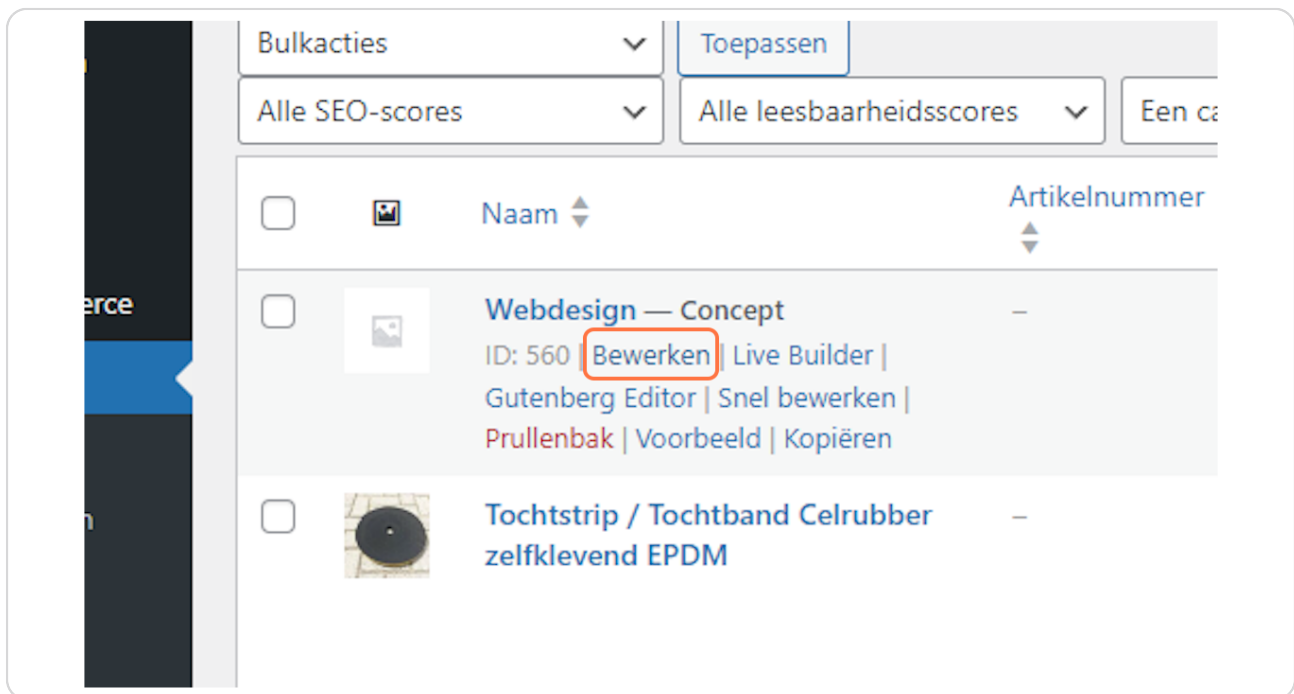 Bulkacties
Toepassen
Alle SEO-scores
Alle leesbaarheidsscores
Een ca
Naam
Artikelnummer
erce
Webdesign — Concept
–
ID: 560 | Bewerken | Live Builder |
Gutenberg Editor | Snel bewerken |
Prullenbak | Voorbeeld | Kopiëren
Tochtstrip / Tochtband Celrubber
–
zelfklevend EPDM